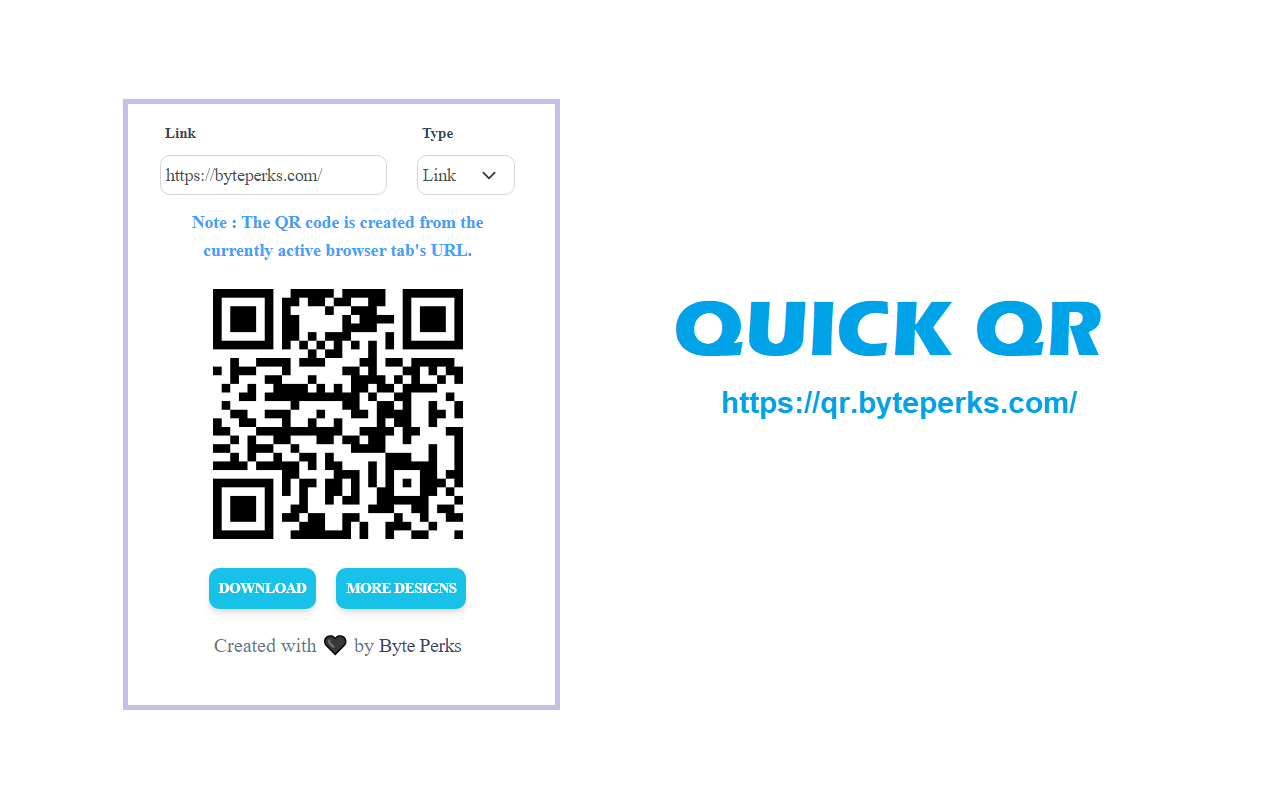 Link
Type
https://byteperks.com/
Link
Note : The QR code is created from the
currently active browser tab's URL.
DOWNLOAD
MORE DESIGNS
Created with 🖤 by Byte Perks
QUICK QR
https://qr.byteperks.com/